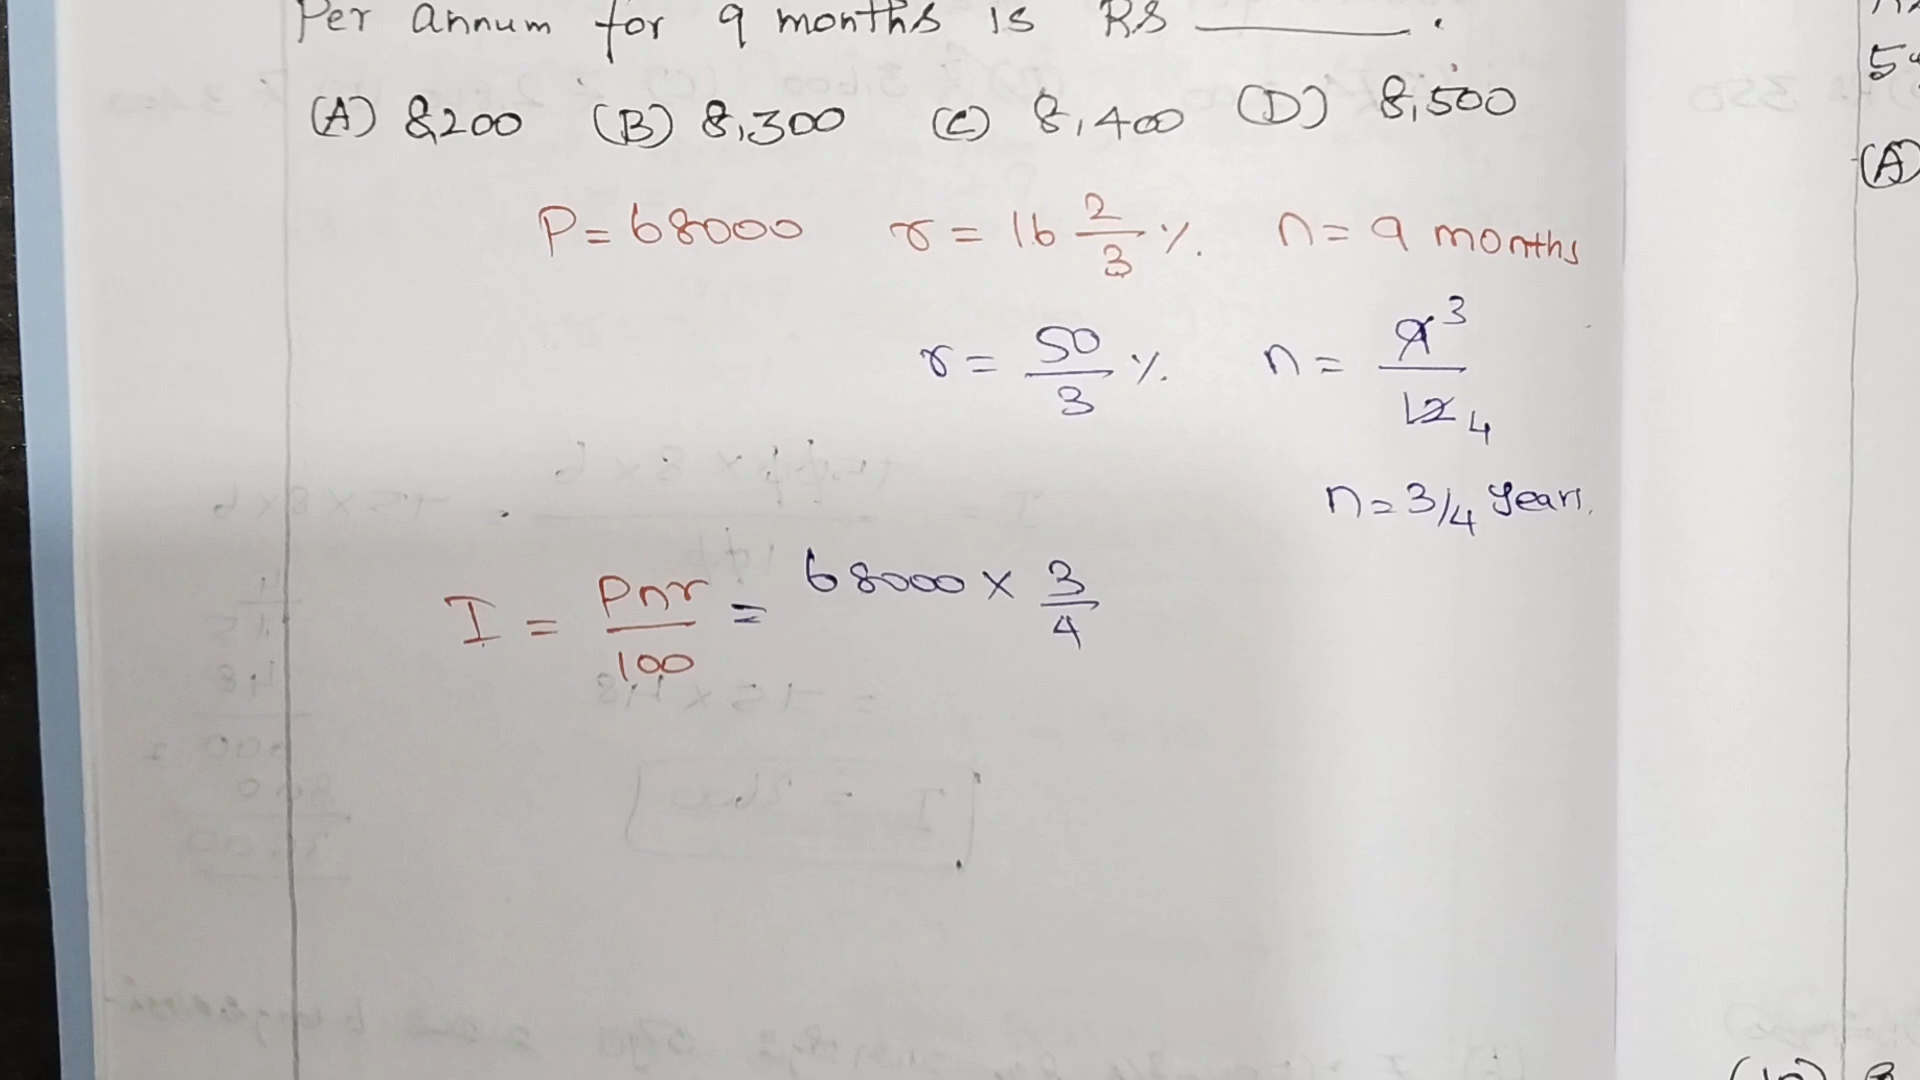 Per annum for 9 months is RS ______ .
(A) 8,200 (B) 8,300 (C) 8,400 (D) 8,500
P = 68000 r = 16 2/3 % n = 9 months
r = 50/3 % n = 9/12 3 4
n = 3/4 years.
I = Pnr/100 = 68000 × 3/4
(A)